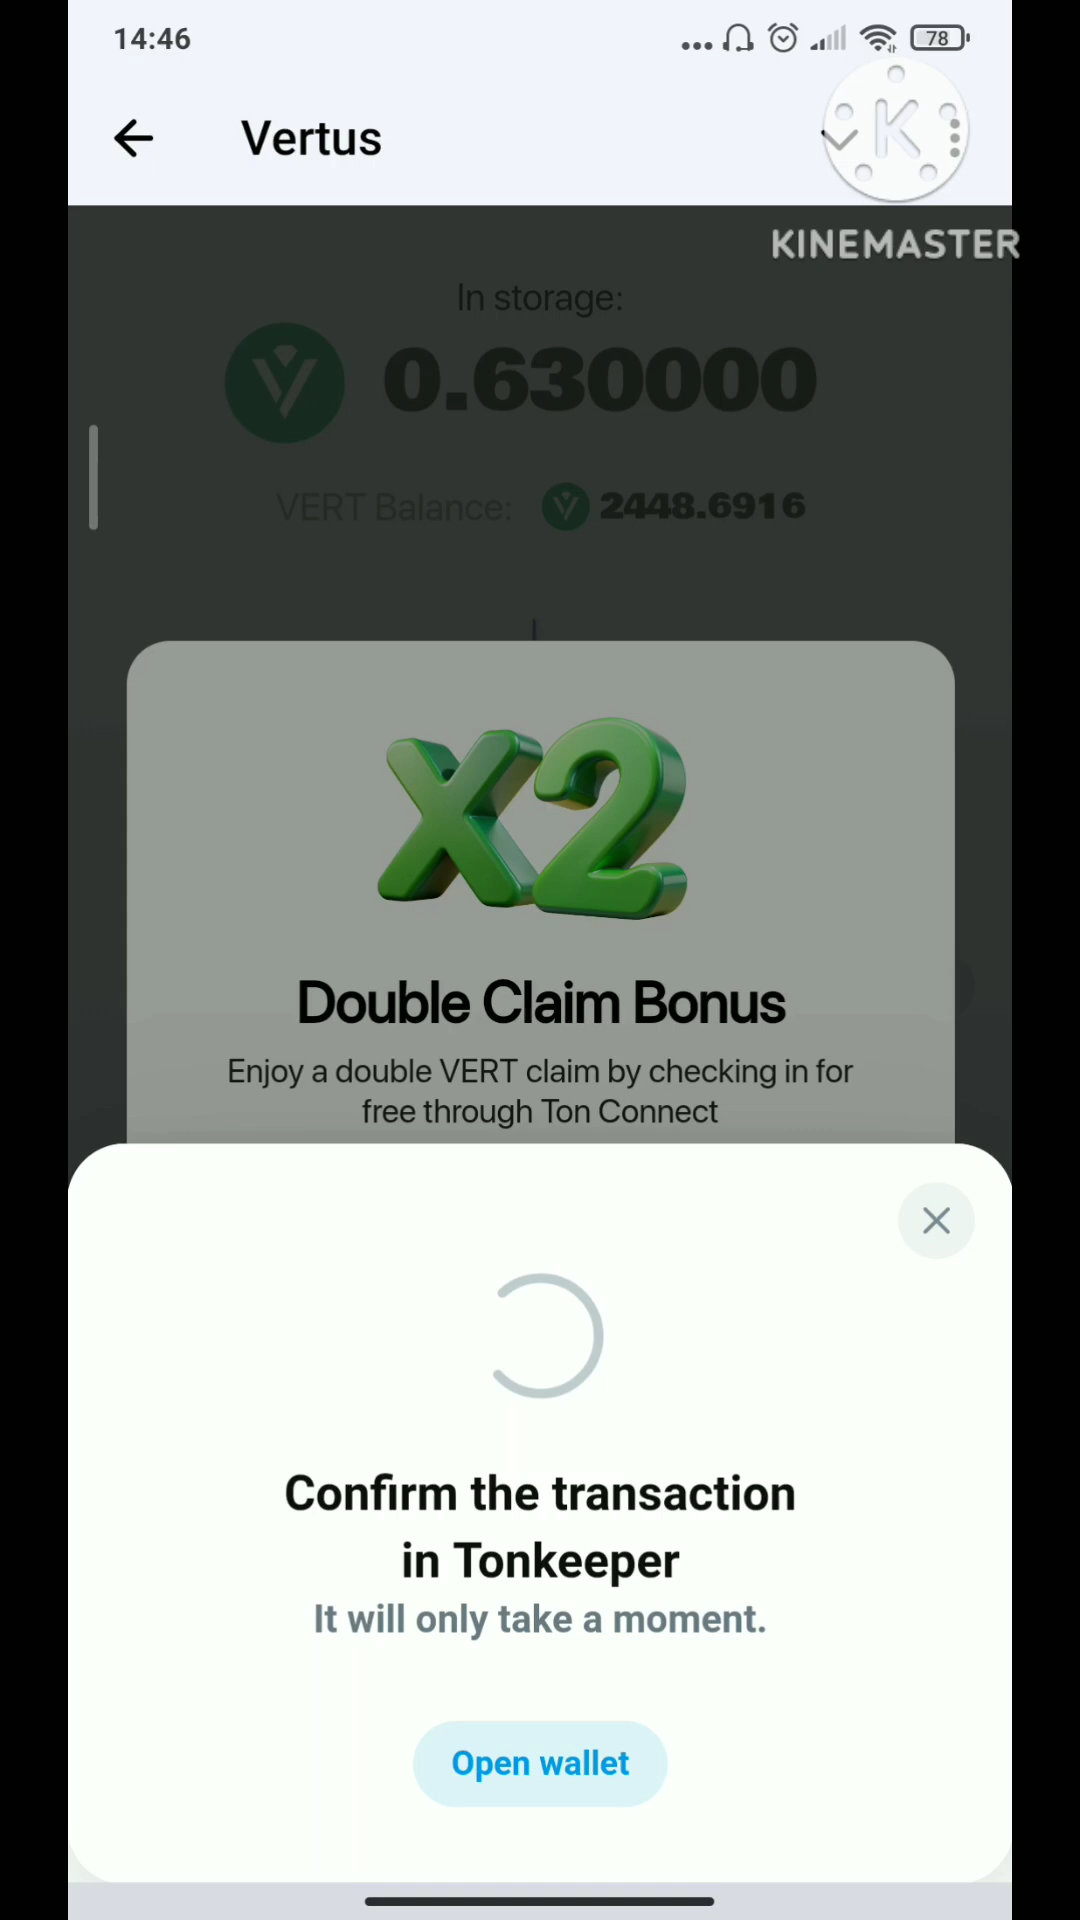 14:46
78
Vertus
K
KINEMASTER
In storage:
0.630000
VERT Balance: 2448.6916
X2
Double Claim Bonus
Enjoy a double VERT claim by checking in for
free through Ton Connect
Confirm the transaction
in Tonkeeper
It will only take a moment.
Open wallet